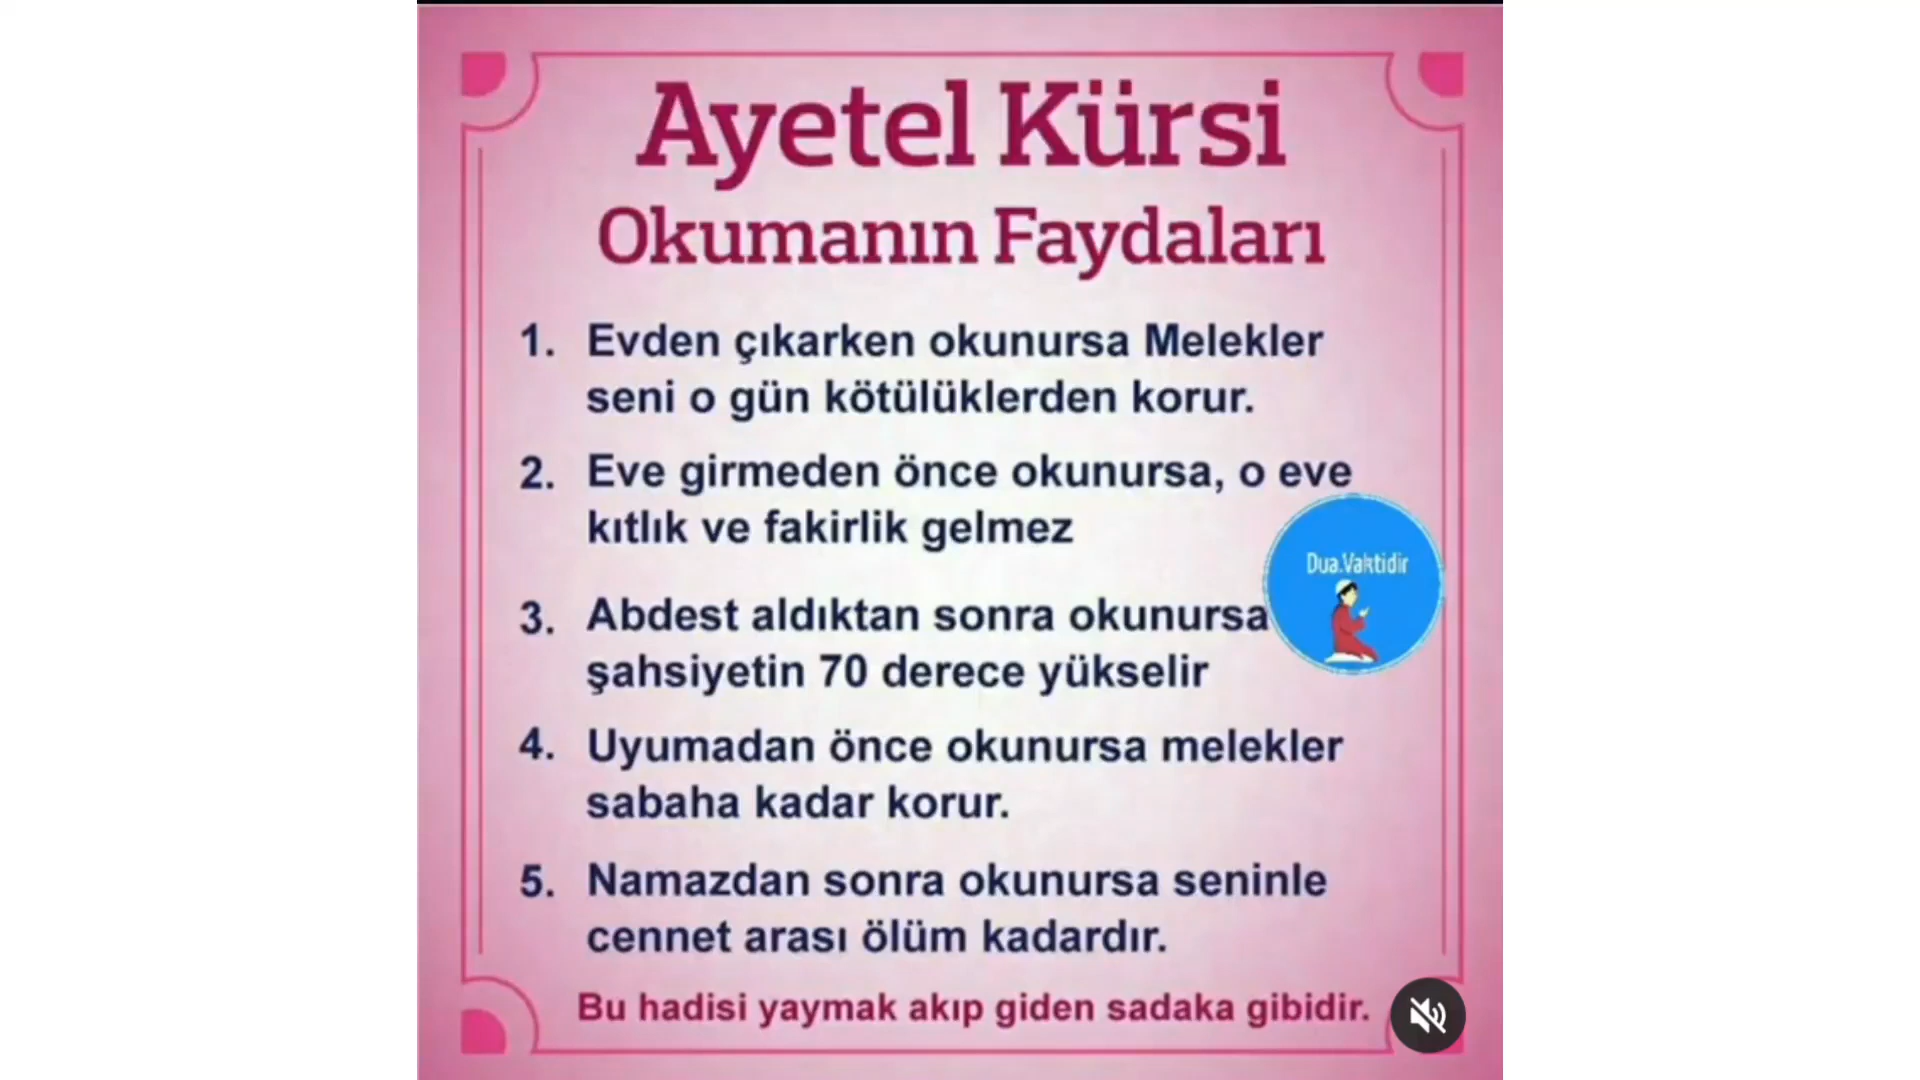 Ayetel Kürsi
Okumanın Faydaları
1. Evden çıkarken okunursa Melekler
seni o gün kötülüklerden korur.
2. Eve girmeden önce okunursa, o eve
kıtlık ve fakirlik gelmez
Dua.Vaktidir
3. Abdest aldıktan sonra okunursa
şahsiyetin 70 derece yükselir
4. Uyumadan önce okunursa melekler
sabaha kadar korur.
5. Namazdan sonra okunursa seninle
cennet arası ölüm kadardır.
Bu hadisi yaymak akıp giden sadaka gibidir.